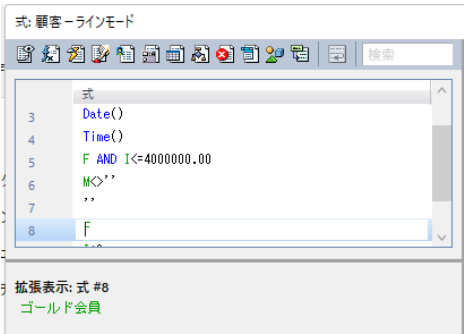 式: 顧客 – ラインモード
検索
式
3 Date()
4 Time()
5 F AND I<=4000000.00
6 M<>''
7 ''
8 F
拡張表示: 式 #8
ゴールド会員